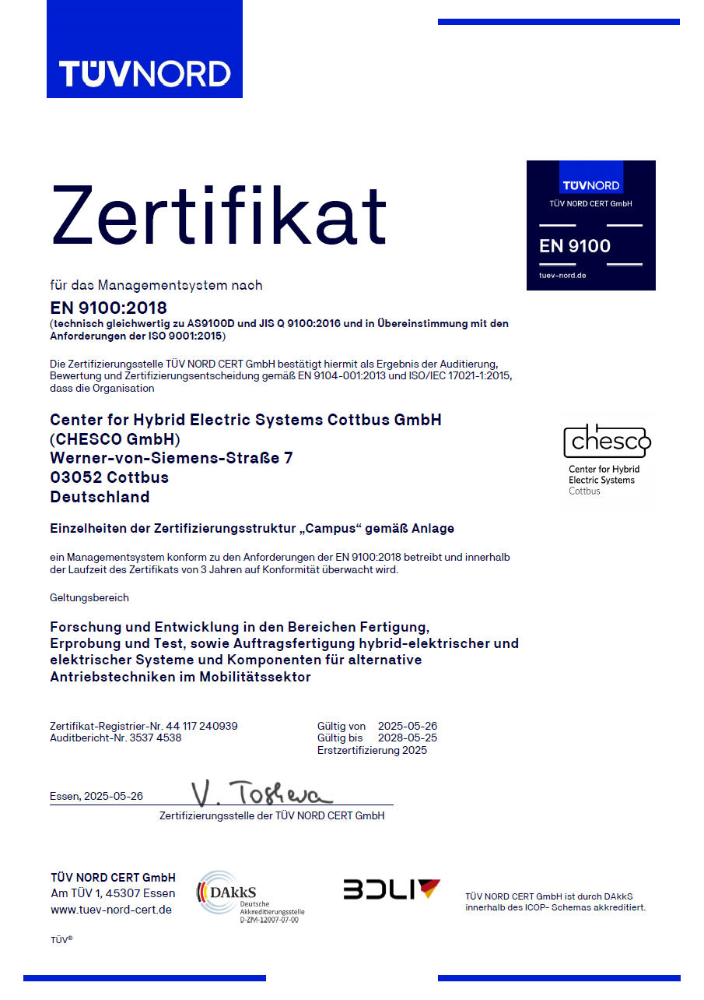 TÜVNORD
Zertifikat
TÜVNORD
TÜV NORD CERT GmbH
EN 9100
tuev-nord.de
für das Managementsystem nach
EN 9100:2018
(technisch gleichwertig zu AS9100D und JIS Q 9100:2016 und in Übereinstimmung mit den
Anforderungen der ISO 9001:2015)
Die Zertifizierungsstelle TÜV NORD CERT GmbH bestätigt hiermit als Ergebnis der Auditierung,
Bewertung und Zertifizierungsentscheidung gemäß EN 9104-001:2013 und ISO/IEC 17021-1:2015,
dass die Organisation
Center for Hybrid Electric Systems Cottbus GmbH
(CHESCO GmbH)
Werner-von-Siemens-Straße 7
03052 Cottbus
Deutschland
chesco
Center for Hybrid
Electric Systems
Cottbus
Einzelheiten der Zertifizierungsstruktur „Campus“ gemäß Anlage
ein Managementsystem konform zu den Anforderungen der EN 9100:2018 betreibt und innerhalb
der Laufzeit des Zertifikats von 3 Jahren auf Konformität überwacht wird.
Geltungsbereich
Forschung und Entwicklung in den Bereichen Fertigung,
Erprobung und Test, sowie Auftragsfertigung hybrid-elektrischer und
elektrischer Systeme und Komponenten für alternative
Antriebstechniken im Mobilitätssektor
Zertifikat-Registrier-Nr. 44 117 240939
Auditbericht-Nr. 3537 4538
Gültig von 2025-05-26
Gültig bis 2028-05-25
Erstzertifizierung 2025
Essen, 2025-05-26
V. Tosheva
Zertifizierungsstelle der TÜV NORD CERT GmbH
TÜV NORD CERT GmbH
Am TÜV 1, 45307 Essen
www.tuev-nord-cert.de
DAkkS
Deutsche
Akkreditierungsstelle
D-ZM-12007-07-00
BDLI
TÜV NORD CERT GmbH ist durch DAkkS
innerhalb des ICOP- Schemas akkreditiert.
TÜV®